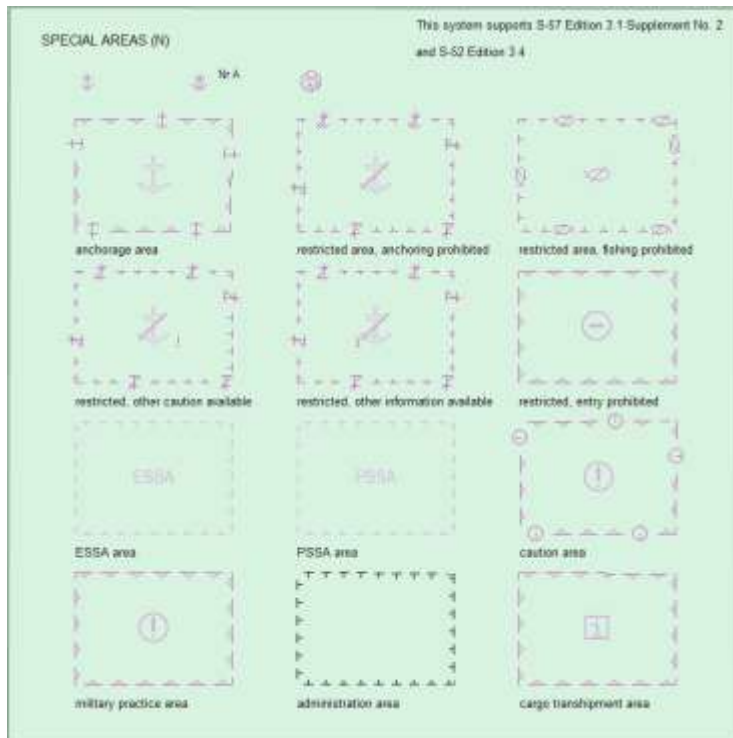 This system supports S-57 Edition 3.1-Supplement No. 2
SPECIAL AREAS (N)
and S-52 Edition 3.4
Nr A
anchorage area
restricted area, anchoring prohibited
restricted area, fishing prohibited
restricted, other caution available
restricted, other information available
restricted, entry prohibited
ESSA
PSSA
ESSA area
PSSA area
caution area
military practice area
administration area
cargo transhipment area